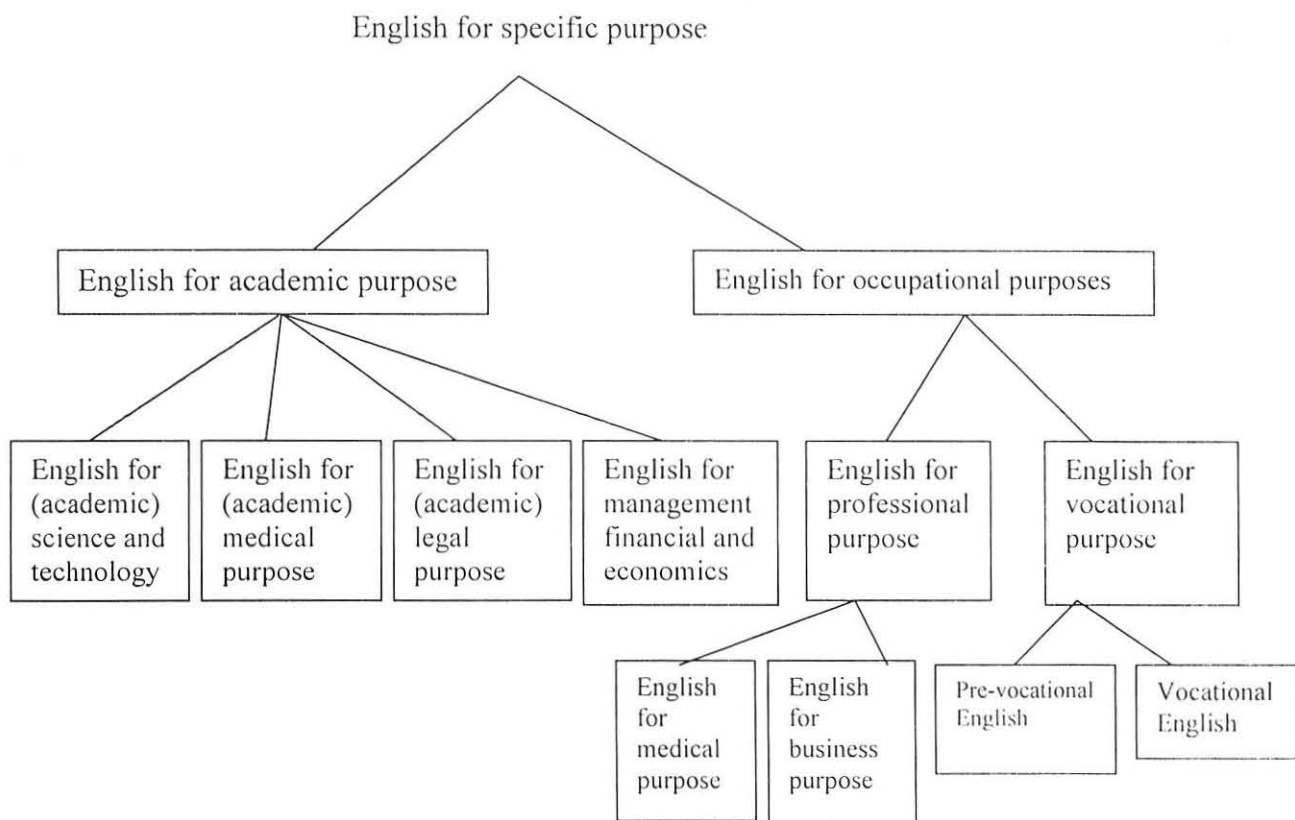 English for specific purpose
English for academic purpose
English for occupational purposes
English for
(academic)
science and
technology
English for
(academic)
medical
purpose
English for
(academic)
legal
purpose
English for
management
financial and
economics
English for
professional
purpose
English for
vocational
purpose
English
for
medical
purpose
English
for
business
purpose
Pre-vocational
English
Vocational
English